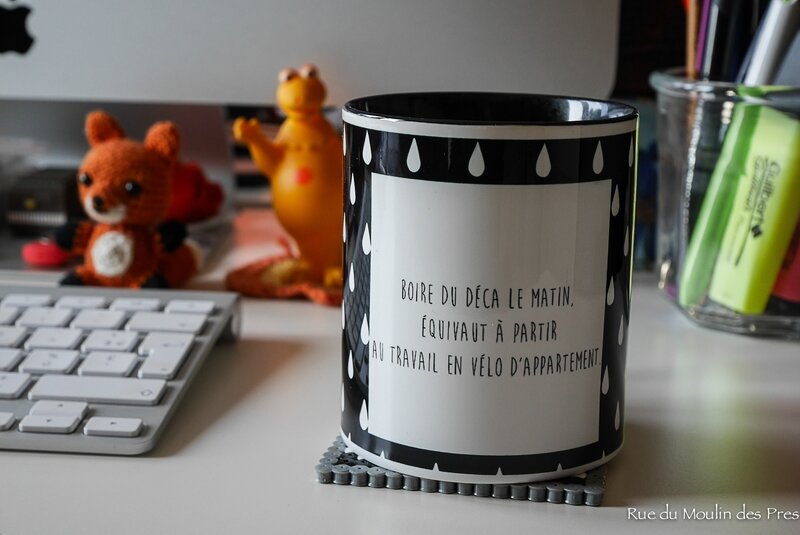 BOIRE DU DÉCA LE MATIN,
ÉQUIVAUT À PARTIR
AU TRAVAIL EN VÉLO D'APPARTEMENT.
Rue du Moulin des Pres